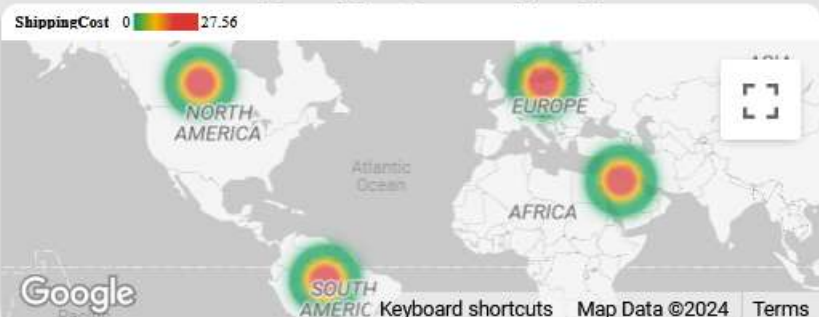 ShippingCost 0 27.56
NORTH
AMERICA
EUROPE
Atlantic
Ocean
AFRICA
SOUTH
AMERIC
Google
Keyboard shortcuts
Map Data ©2024
Terms